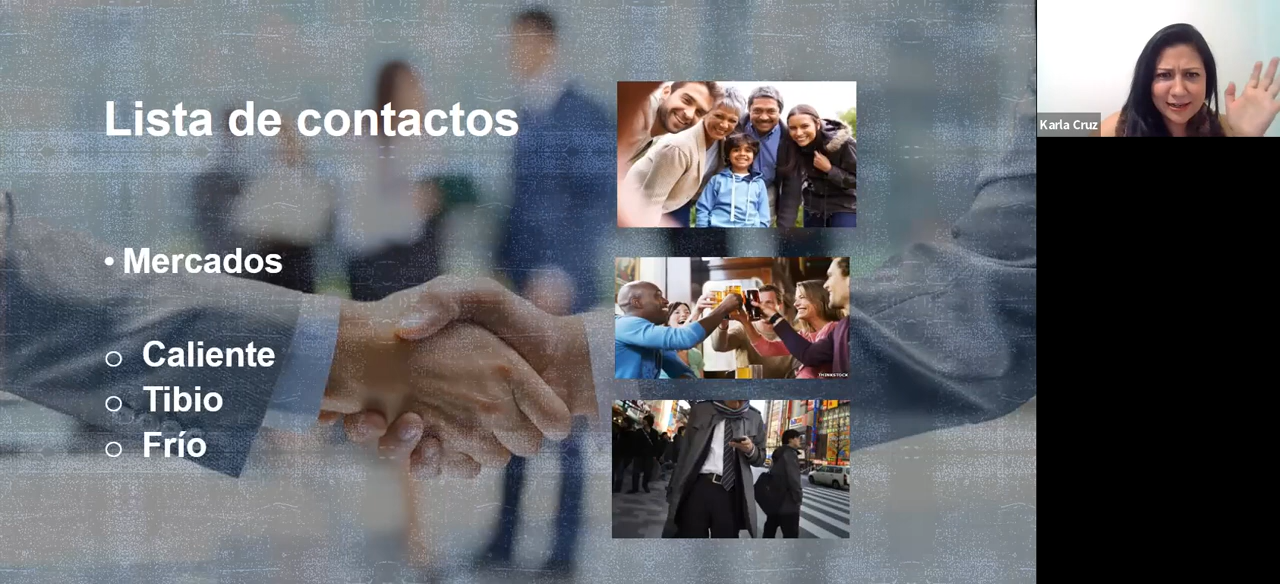 Lista de contactos
• Mercados
o Caliente
o Tibio
o Frío
THINKSTOCK
Karla Cruz